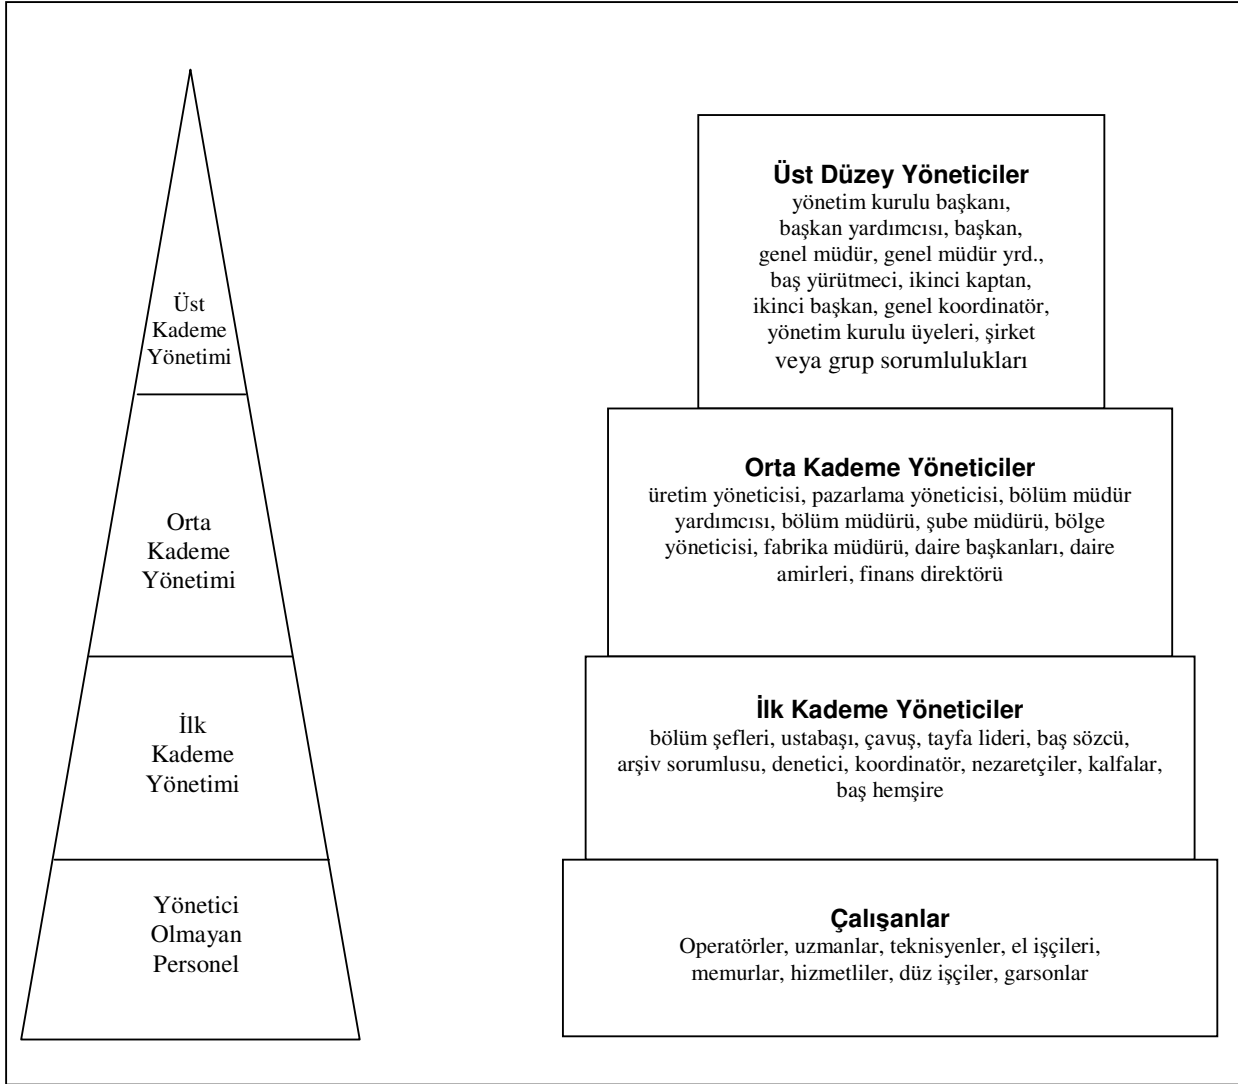 Üst
Kademe
Yönetimi
Orta
Kademe
Yönetimi
İlk
Kademe
Yönetimi
Yönetici
Olmayan
Personel
Üst Düzey Yöneticiler
yönetim kurulu başkanı,
başkan yardımcısı, başkan,
genel müdür, genel müdür yrd.,
baş yürütmeci, ikinci kaptan,
ikinci başkan, genel koordinatör,
yönetim kurulu üyeleri, şirket
veya grup sorumlulukları
Orta Kademe Yöneticiler
üretim yöneticisi, pazarlama yöneticisi, bölüm müdür
yardımcısı, bölüm müdürü, şube müdürü, bölge
yöneticisi, fabrika müdürü, daire başkanları, daire
amirleri, finans direktörü
İlk Kademe Yöneticiler
bölüm şefleri, ustabaşı, çavuş, tayfa lideri, baş sözcü,
arşiv sorumlusu, denetici, koordinatör, nezaretçiler, kalfalar,
baş hemşire
Çalışanlar
Operatörler, uzmanlar, teknisyenler, el işçileri,
memurlar, hizmetliler, düz işçiler, garsonlar